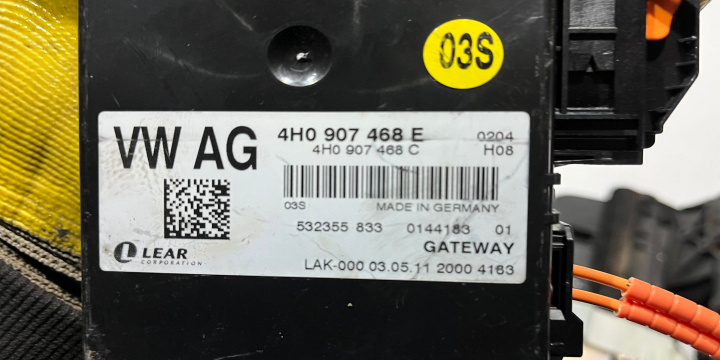 03S
VW AG
4H0 907 468 E 0204
4H0 907 468 C H08
03S MADE IN GERMANY
532355 833 0144183 01
GATEWAY
LEAR
CORPORATION
LAK-000 03.05.11 2000 4163